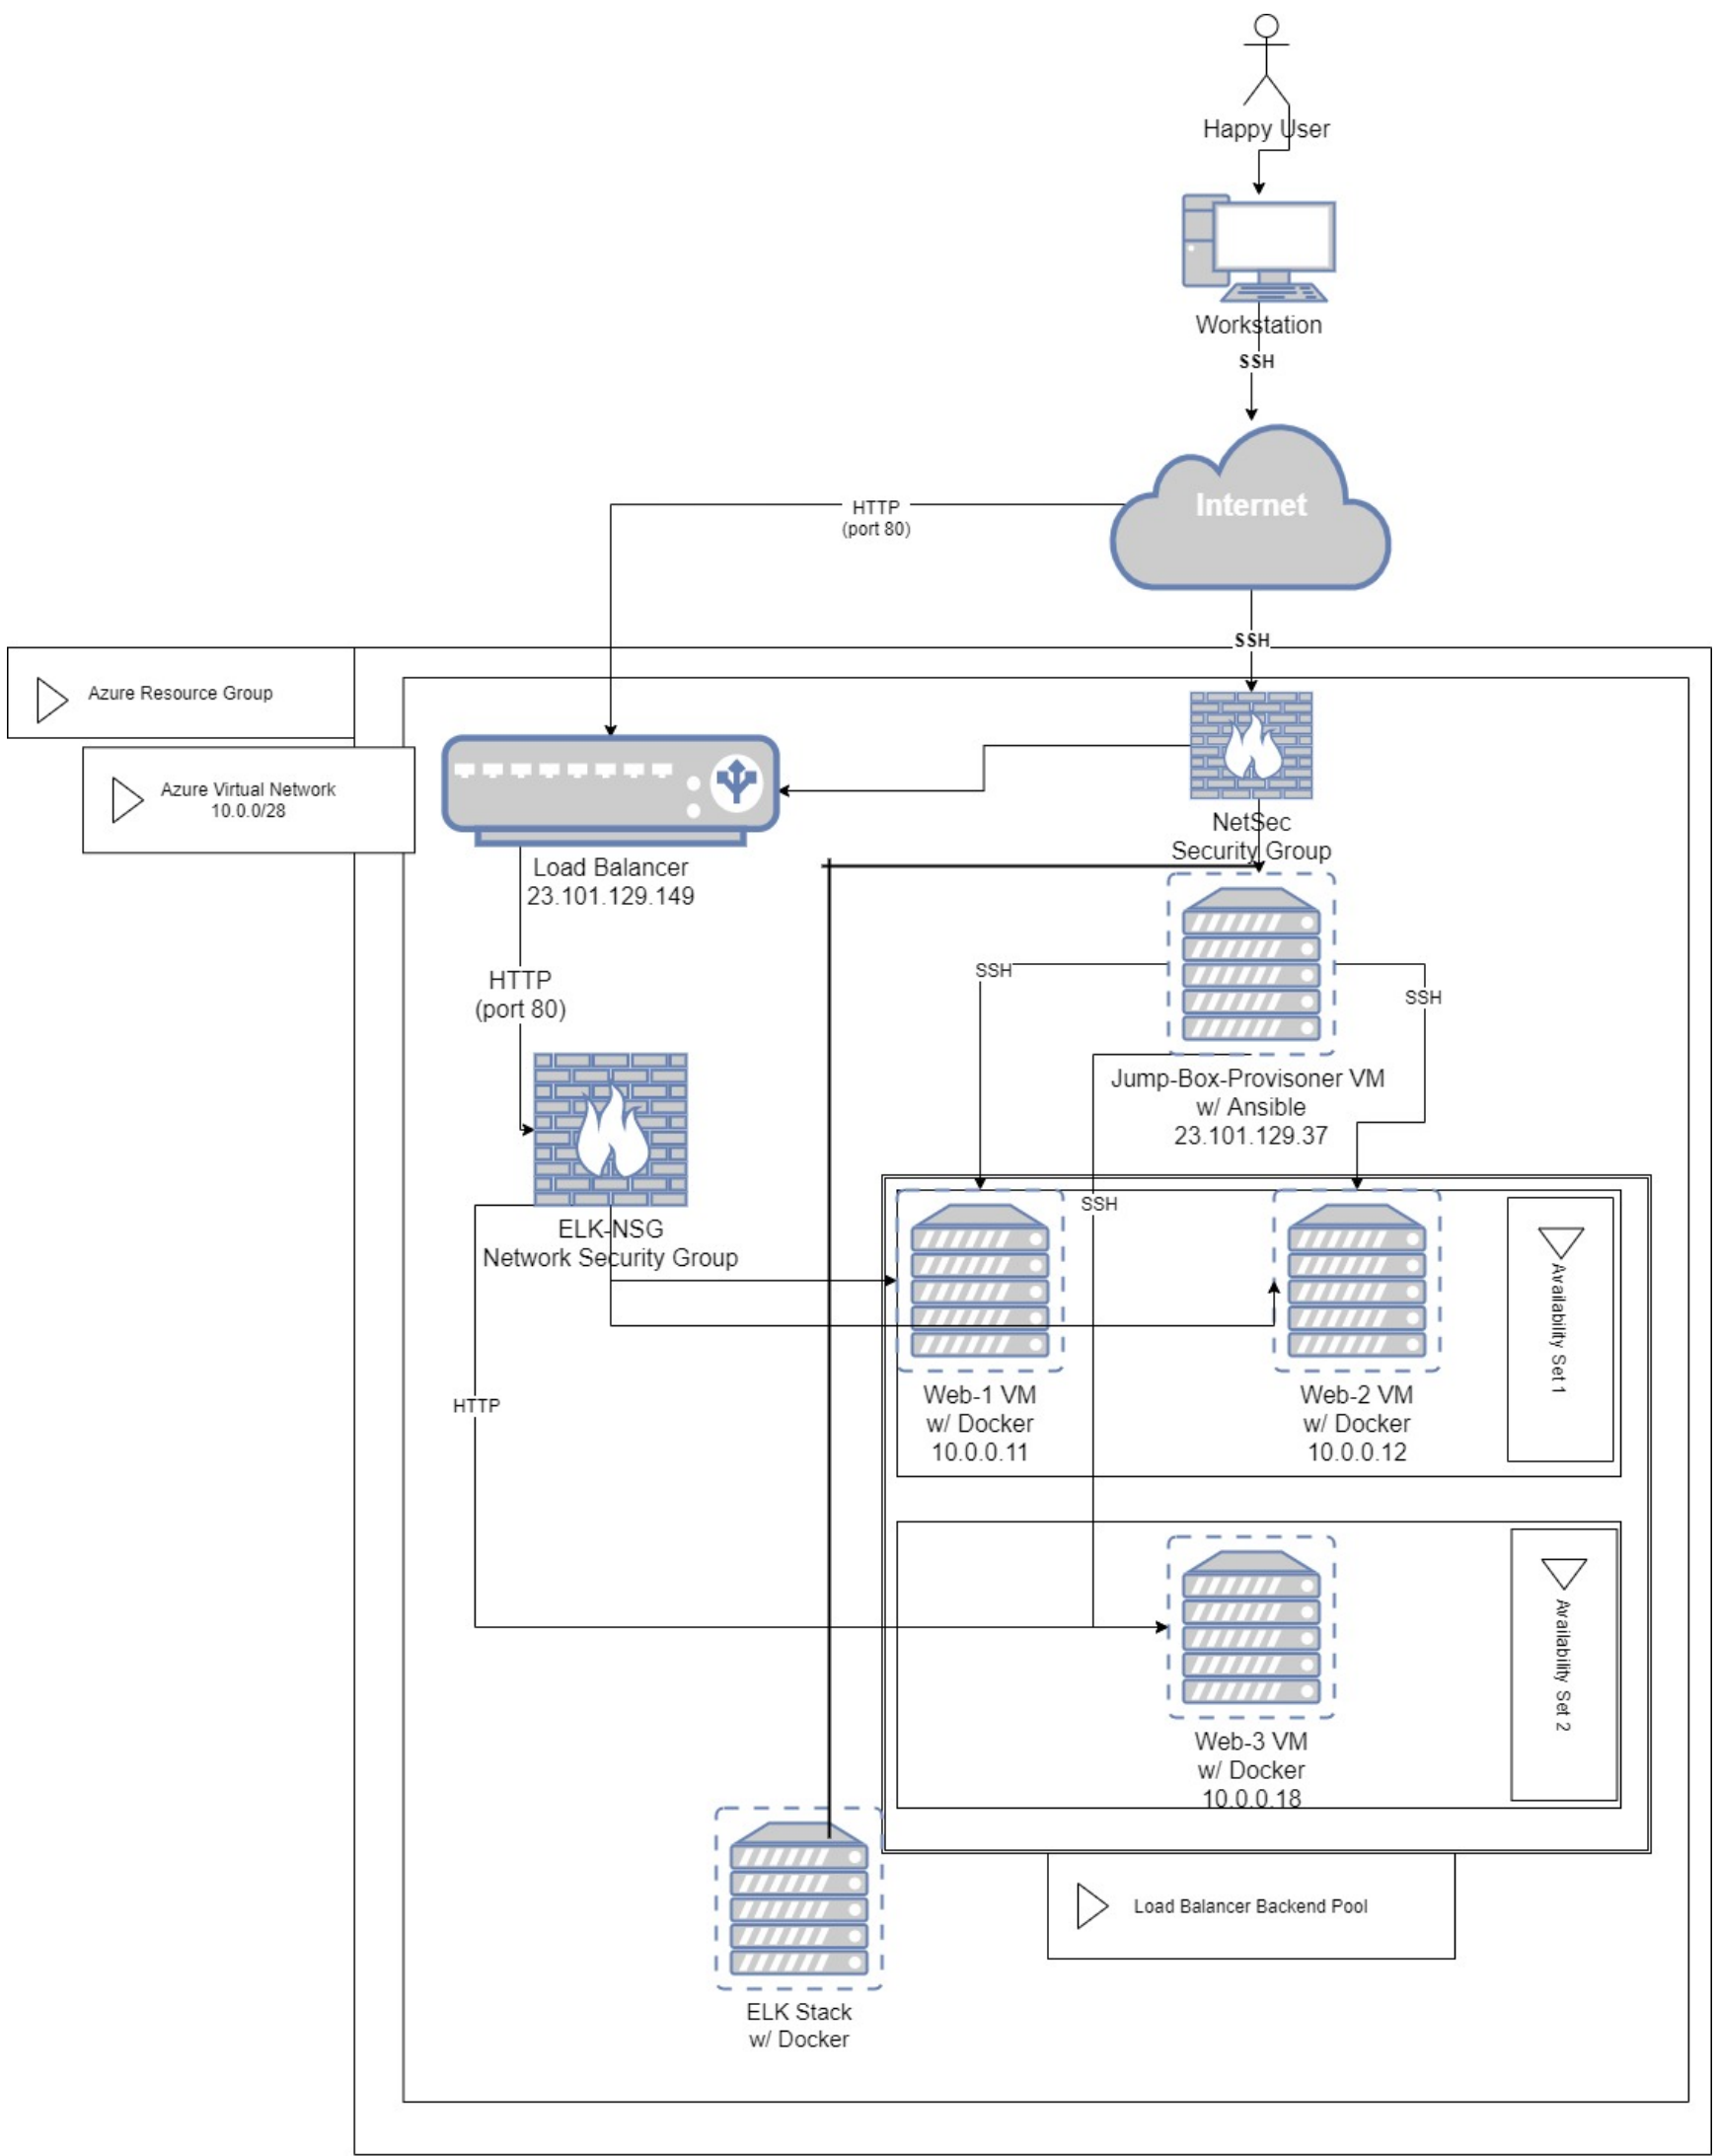 Happy User
Workstation
SSH
Internet
HTTP
(port 80)
SSH
Azure Resource Group
Azure Virtual Network
10.0.0/28
NetSec
Security Group
Load Balancer
23.101.129.149
SSH
SSH
HTTP
(port 80)
Jump-Box-Provisoner VM
w/ Ansible
23.101.129.37
SSH
ELK-NSG
Network Security Group
Availability Set 1
Web-1 VM
w/ Docker
10.0.0.11
Web-2 VM
w/ Docker
10.0.0.12
HTTP
Availability Set 2
Web-3 VM
w/ Docker
10.0.0.18
Load Balancer Backend Pool
ELK Stack
w/ Docker